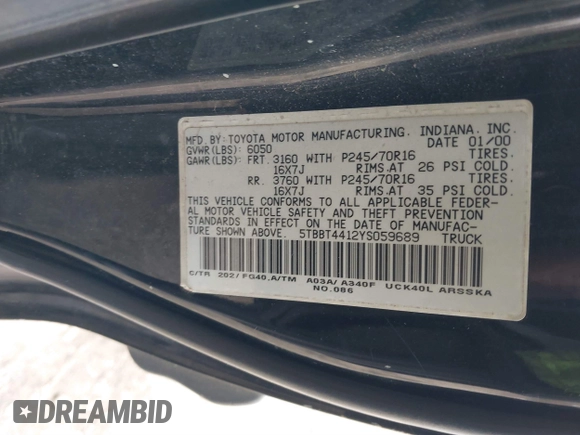 MFD. BY: TOYOTA MOTOR MANUFACTURING, INDIANA, INC.
GVWR(LBS): 6050 DATE 01/00
GAWR(LBS): FRT. 3160 WITH P245/70R16 TIRES.
16X7J RIMS.AT 26 PSI COLD.
RR. 3760 WITH P245/70R16 TIRES.
16X7J RIMS.AT 35 PSI COLD.
THIS VEHICLE CONFORMS TO ALL APPLICABLE FEDER-
AL MOTOR VEHICLE SAFETY AND THEFT PREVENTION
STANDARDS IN EFFECT ON THE DATE OF MANUFAC-
TURE SHOWN ABOVE. 5TBBT4412YS059689 TRUCK
C/TR 202/ FG40.A/TM A03A/ A340F UCK40L ARSSKA
NO.086
DREAMBID